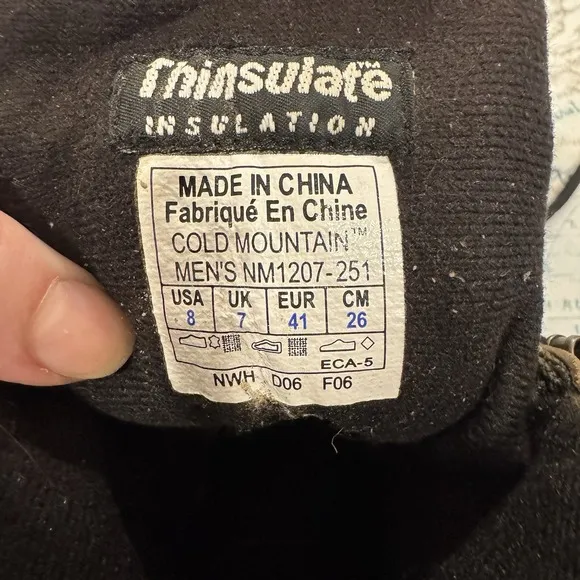 Thinsulate™
INSULATION
MADE IN CHINA
Fabriqué En Chine
COLD MOUNTAIN™
MEN'S NM1207-251
USA UK EUR CM
8 7 41 26
ECA-5
NWH D06 F06